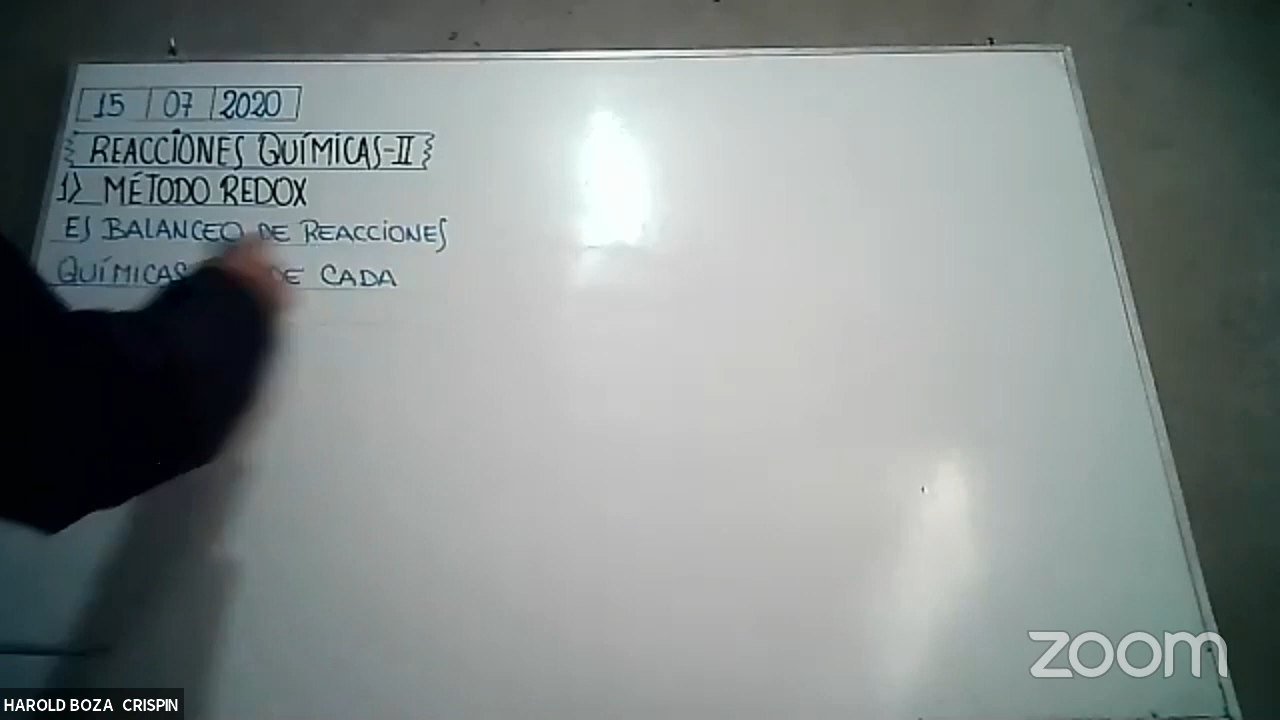 15 07 2020
REACCIONES QUÍMICAS-II
1) MÉTODO REDOX
ES BALANCEO DE REACCIONES
QUÍMICAS DE CADA
zoom
HAROLD BOZA CRISPIN